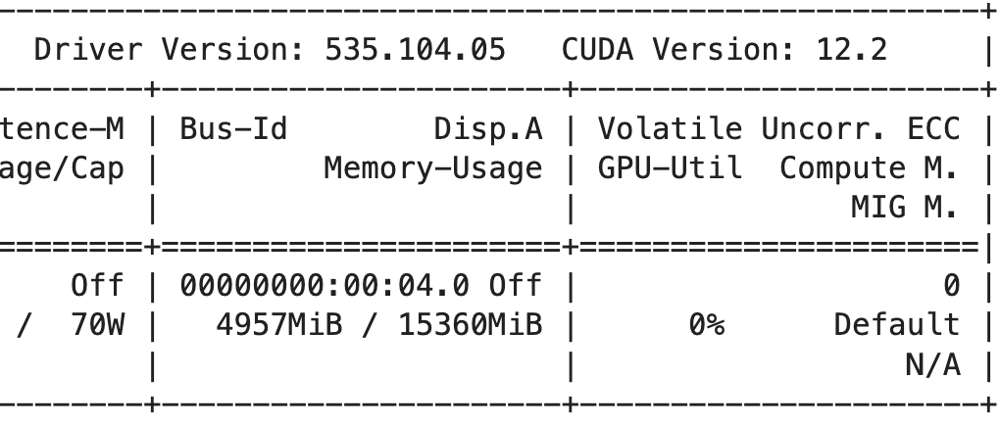 -------------------------------------------------------+
Driver Version: 535.104.05   CUDA Version: 12.2     |
--------+----------------------+----------------------+
tence-M | Bus-Id        Disp.A | Volatile Uncorr. ECC |
age/Cap |         Memory-Usage | GPU-Util  Compute M. |
        |                      |               MIG M. |
========+======================+======================|
    Off | 00000000:00:04.0 Off |                    0 |
 /  70W |   4957MiB / 15360MiB |      0%      Default |
        |                      |                  N/A |
--------+----------------------+----------------------+